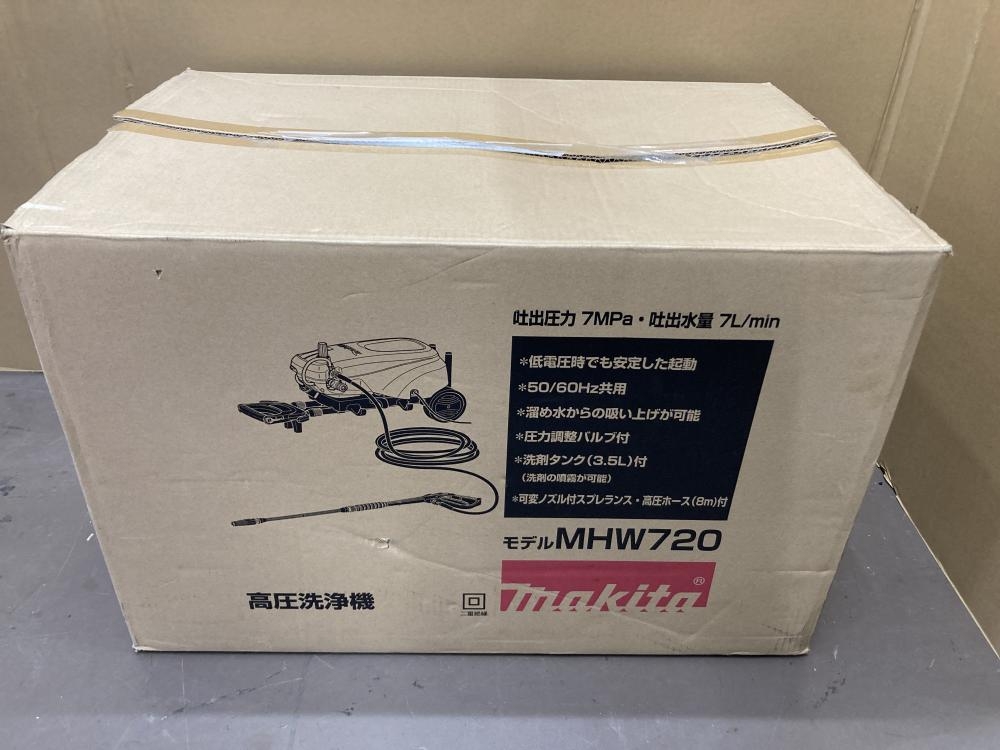 吐出圧力 7MPa・吐出水量 7L/min
*低電圧時でも安定した起動
*50/60Hz共用
*溜め水からの吸い上げが可能
*圧力調整バルブ付
*洗剤タンク(3.5L)付
(洗剤の噴霧が可能)
*可変ノズル付スプレランス・高圧ホース(8m)付
モデルMHW720
高圧洗浄機
二重絶縁
makita®